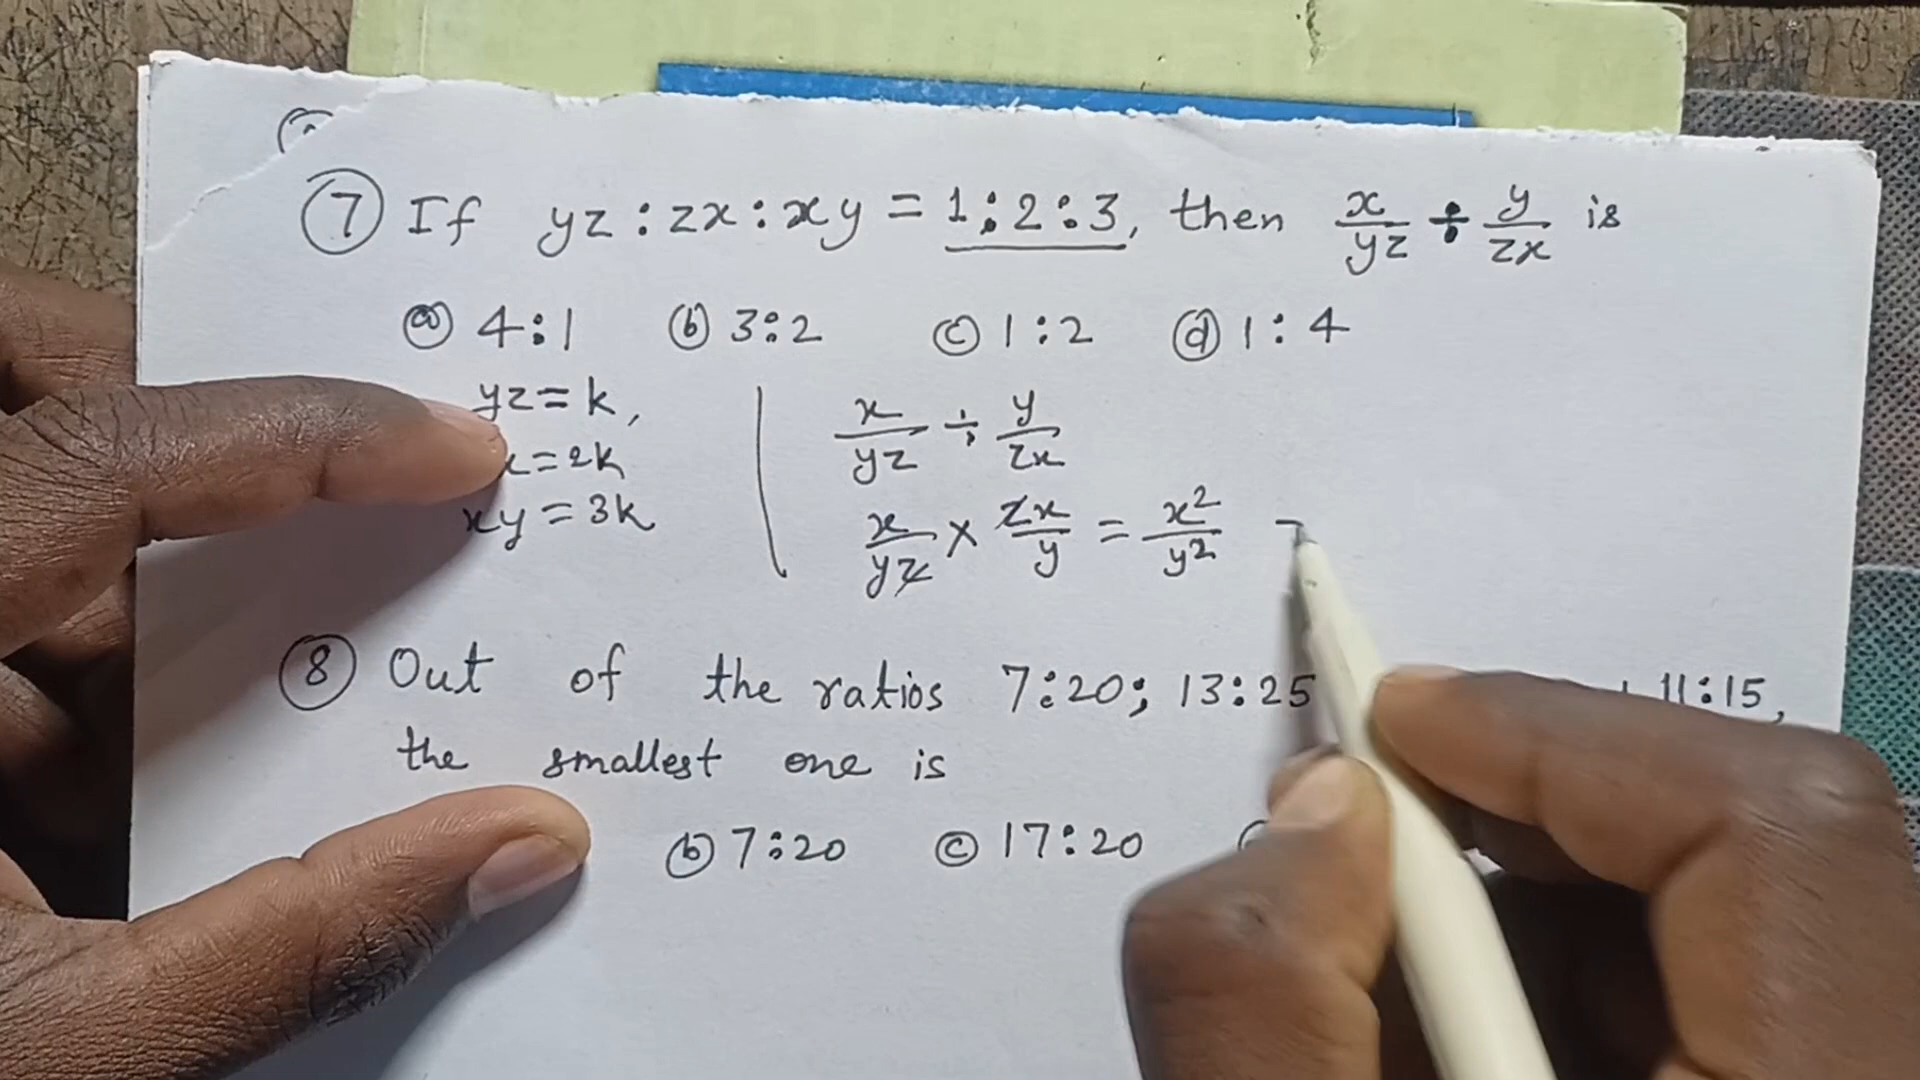 ⑦ If yz : zx : xy = 1:2:3, then x/yz ÷ y/zx is
ⓐ 4:1 ⓑ 3:2 ⓒ 1:2 ⓓ 1:4
yz = k,
x = 2k
xy = 3k
x/yz ÷ y/zx
x/yz × zx/y = x²/y² =
⑧ Out of the ratios 7:20; 13:25 11:15,
the smallest one is
ⓑ 7:20 ⓒ 17:20